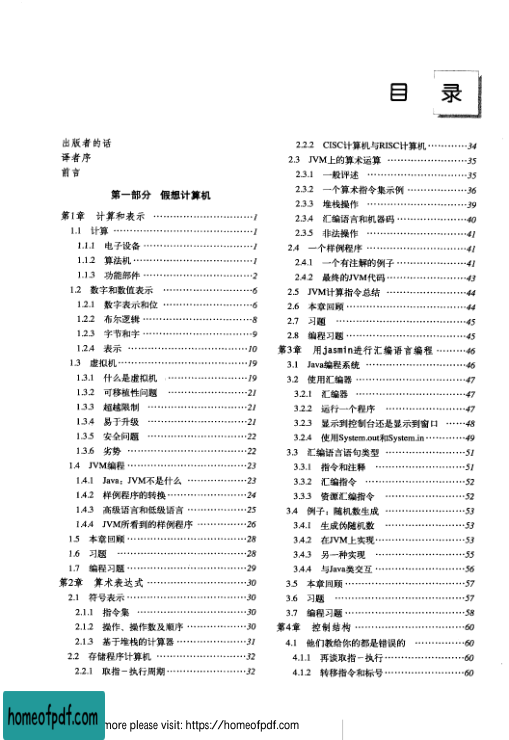 目 录
出版者的话
译者序
前言
第一部分 假想计算机
第1章 计算和表示 …………………………1
1.1 计算 ……………………………………1
1.1.1 电子设备 ……………………………1
1.1.2 算法机 ………………………………1
1.1.3 功能部件 ……………………………2
1.2 数字和数值表示 ………………………6
1.2.1 数字表示和位 ………………………6
1.2.2 布尔逻辑 ……………………………8
1.2.3 字节和字 ……………………………9
1.2.4 表示 …………………………………10
1.3 虚拟机 …………………………………19
1.3.1 什么是虚拟机 ………………………19
1.3.2 可移植性问题 ………………………21
1.3.3 超越限制 ……………………………21
1.3.4 易于升级 ……………………………21
1.3.5 安全问题 ……………………………22
1.3.6 劣势 …………………………………22
1.4 JVM编程 ………………………………23
1.4.1 Java：JVM不是什么 ………………23
1.4.2 样例程序的转换 ……………………24
1.4.3 高级语言和低级语言 ………………25
1.4.4 JVM所看到的样例程序 ……………26
1.5 本章回顾 ………………………………28
1.6 习题 ……………………………………28
1.7 编程习题 ………………………………29
第2章 算术表达式 …………………………30
2.1 符号表示 ………………………………30
2.1.1 指令集 ………………………………30
2.1.2 操作、操作数及顺序 ………………30
2.1.3 基于堆栈的计算器 …………………31
2.2 存储程序计算机 ………………………32
2.2.1 取指－执行周期 ……………………32
2.2.2 CISC计算机与RISC计算机 …………34
2.3 JVM上的算术运算 ……………………35
2.3.1 一般评述 ……………………………35
2.3.2 一个算术指令集示例 ………………36
2.3.3 堆栈操作 ……………………………39
2.3.4 汇编语言和机器码 …………………40
2.3.5 非法操作 ……………………………41
2.4 一个样例程序 …………………………41
2.4.1 一个有注解的例子 …………………41
2.4.2 最终的JVM代码 ……………………43
2.5 JVM计算指令总结 ……………………44
2.6 本章回顾 ………………………………44
2.7 习题 ……………………………………45
2.8 编程习题 ………………………………45
第3章 用jasmin进行汇编语言编程 ………46
3.1 Java编程系统 …………………………46
3.2 使用汇编器 ……………………………47
3.2.1 汇编器 ………………………………47
3.2.2 运行一个程序 ………………………47
3.2.3 显示到控制台还是显示到窗口 ……48
3.2.4 使用System.out和System.in ………49
3.3 汇编语言语句类型 ……………………51
3.3.1 指令和注释 …………………………51
3.3.2 汇编指令 ……………………………52
3.3.3 资源汇编指令 ………………………52
3.4 例子：随机数生成 ……………………53
3.4.1 生成伪随机数 ………………………53
3.4.2 在JVM上实现 ………………………53
3.4.3 另一种实现 …………………………55
3.4.4 与Java类交互 ………………………56
3.5 本章回顾 ………………………………57
3.6 习题 ……………………………………57
3.7 编程习题 ………………………………58
第4章 控制结构 ……………………………60
4.1 他们教给你的都是错误的 ……………60
4.1.1 再谈取指－执行 ……………………60
4.1.2 转移指令和标号 ……………………60
homeofpdf.com
more please visit: https://homeofpdf.com